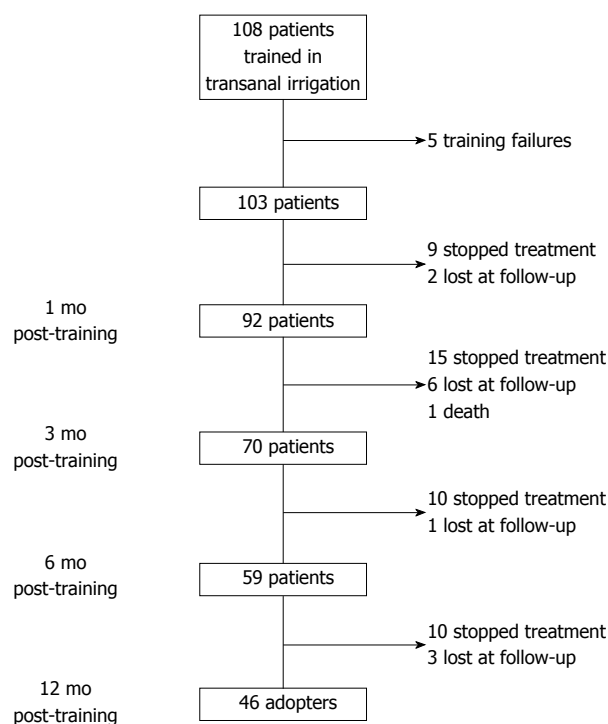 108 patients
trained in
transanal irrigation
5 training failures
103 patients
9 stopped treatment
2 lost at follow-up
1 mo
post-training
92 patients
15 stopped treatment
6 lost at follow-up
1 death
3 mo
post-training
70 patients
10 stopped treatment
1 lost at follow-up
6 mo
post-training
59 patients
10 stopped treatment
3 lost at follow-up
12 mo
post-training
46 adopters